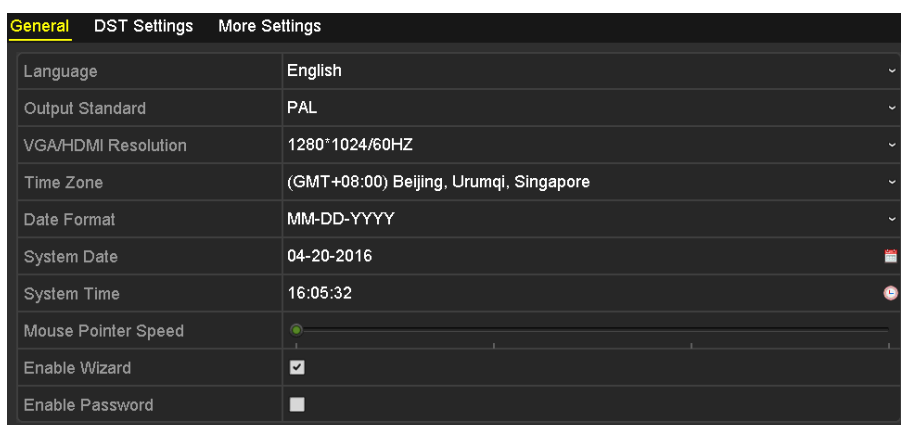 General DST Settings More Settings
Language English
Output Standard PAL
VGA/HDMI Resolution 1280*1024/60HZ
Time Zone (GMT+08:00) Beijing, Urumqi, Singapore
Date Format MM-DD-YYYY
System Date 04-20-2016
System Time 16:05:32
Mouse Pointer Speed
Enable Wizard
Enable Password